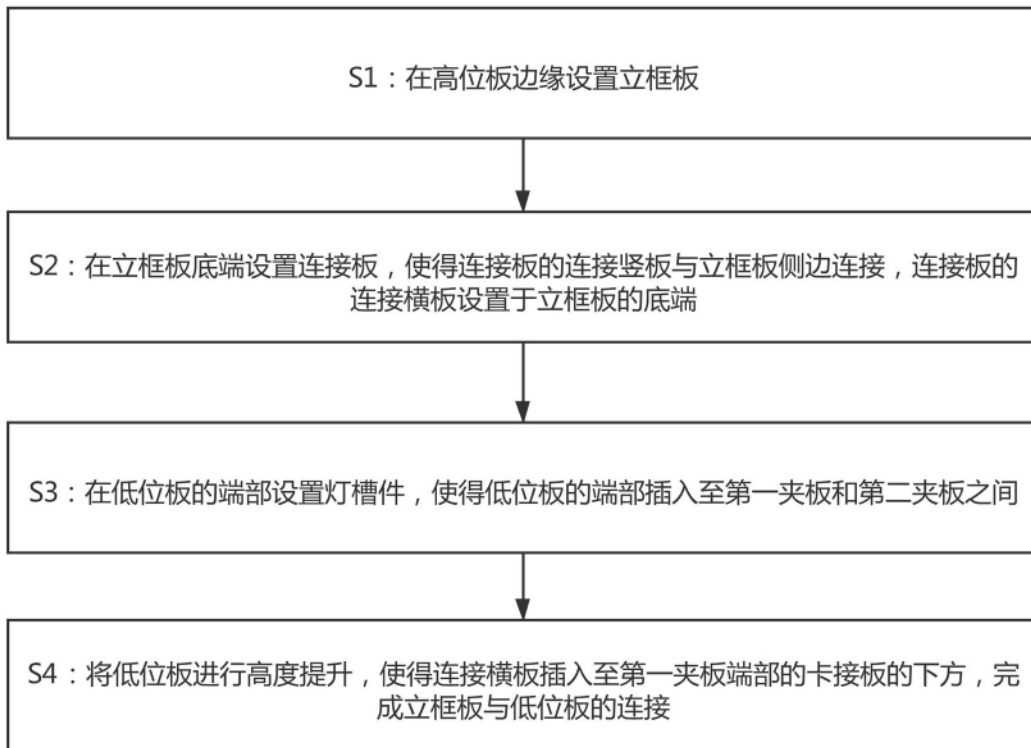 S1：在高位板边缘设置立框板
S2：在立框板底端设置连接板，使得连接板的连接竖板与立框板侧边连接，连接板的
连接横板设置于立框板的底端
S3：在低位板的端部设置灯槽件，使得低位板的端部插入至第一夹板和第二夹板之间
S4：将低位板进行高度提升，使得连接横板插入至第一夹板端部的卡接板的下方，完
成立框板与低位板的连接